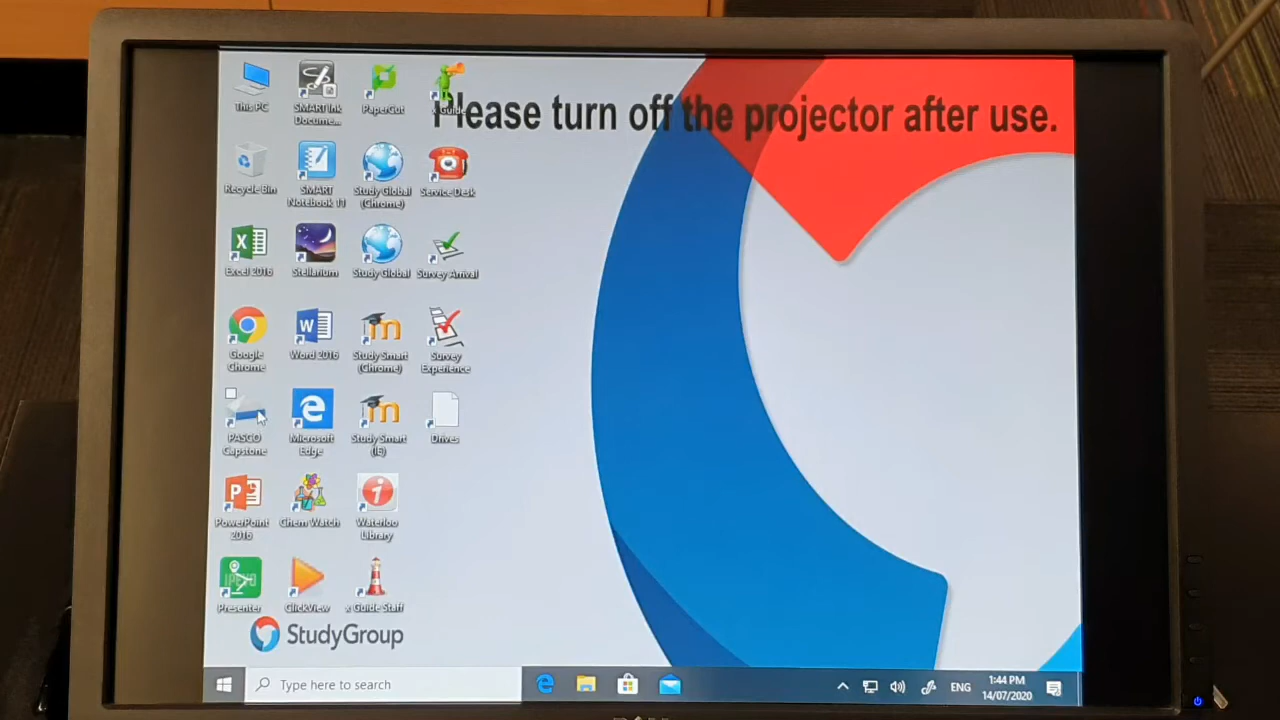 Please turn off the projector after use.
This PC
SMART Ink
Docume...
PaperCut
x Guide
Recycle Bin
SMART
Notebook 11
Study Global
(Chrome)
Service Desk
Excel 2016
Stellarium
Study Global
Survey Arrival
Google
Chrome
Word 2016
Study Smart
(Chrome)
Survey
Experience
PASCO
Capstone
Microsoft
Edge
Study Smart
(IE)
Drives
PowerPoint
2016
Chem Watch
Waterloo
Library
Presenter
ClickView
x Guide Staff
StudyGroup
Type here to search
ENG
1:44 PM
14/07/2020